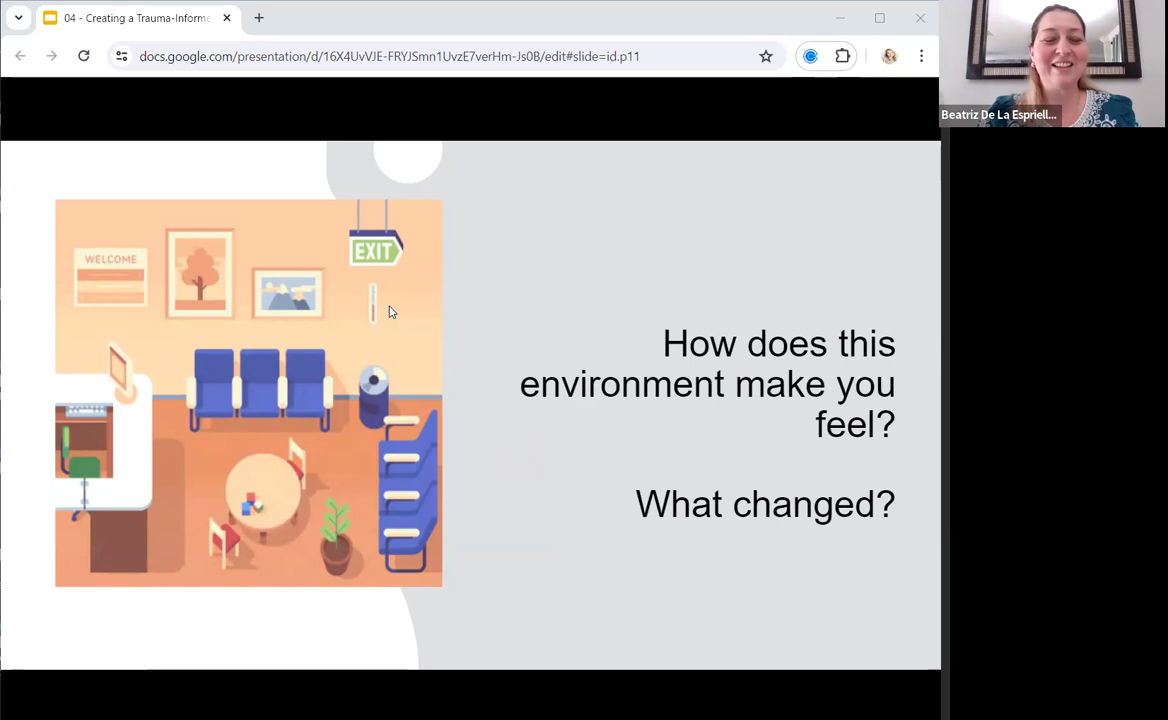 04 - Creating a Trauma-Informe
docs.google.com/presentation/d/16X4UvYlE-FRYJSmn1UvzE7verHm-Js0B/edit#slide=id.p11
Beatriz De La Espriell...
EXIT
WELCOME
How does this
environment make you
feel?
What changed?